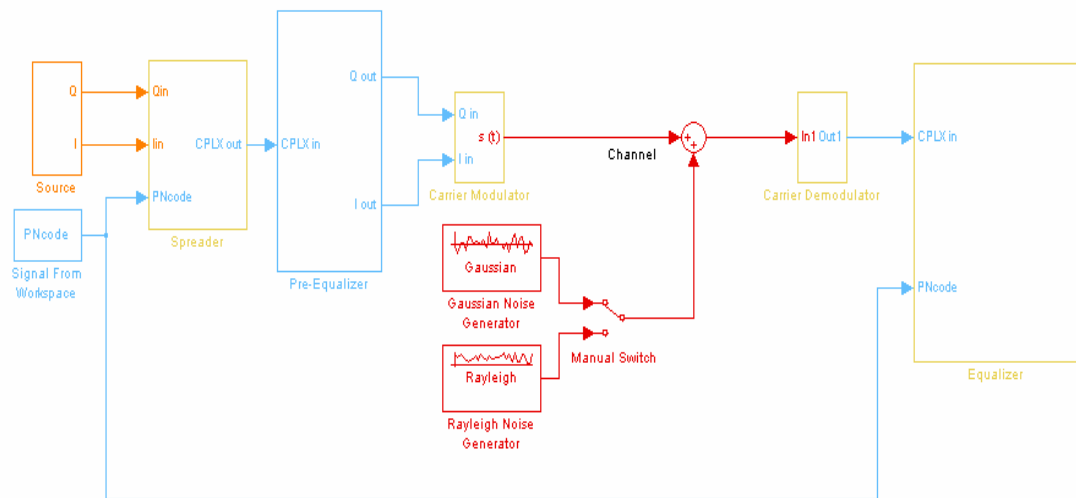 Q
I
Source
PNcode
Signal From
Workspace
Qin
Iin
CPLX out
PNcode
Spreader
CPLX in
Q out
I out
Pre-Equalizer
Q in
I in
s (t)
Carrier Modulator
Channel
+
+
Gaussian
Gaussian Noise
Generator
Rayleigh
Rayleigh Noise
Generator
Manual Switch
In1
Out1
Carrier Demodulator
CPLX in
PNcode
Equalizer